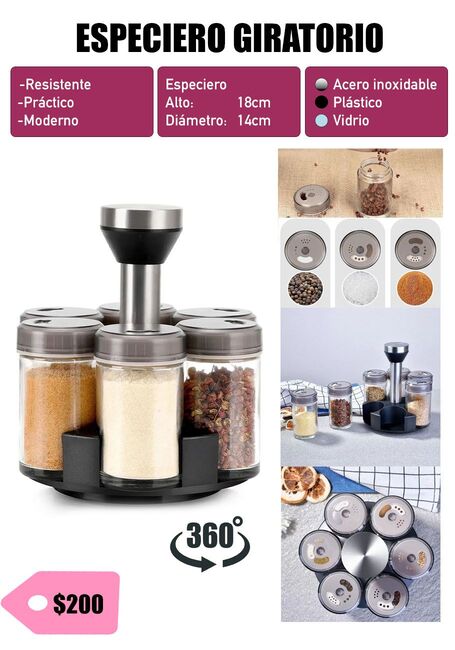 ESPECIERO GIRATORIO
-Resistente
-Práctico
-Moderno
Especiero
Alto: 18cm
Diámetro: 14cm
Acero inoxidable
Plástico
Vidrio
360°
$200